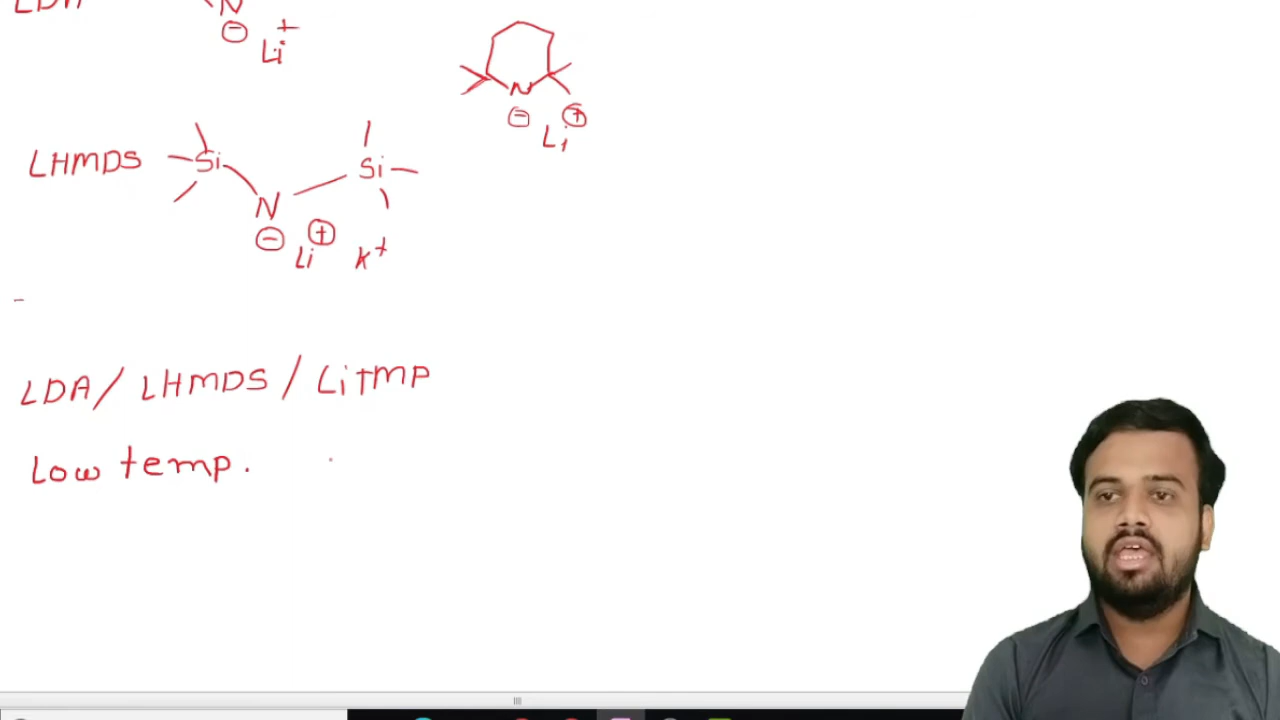 LDA N
⊖ Li+
N
⊖ Li⊕
LHMDS Si Si
N
⊖ Li⊕ K+
LDA/ LHMDS / LiTMP
Low temp.